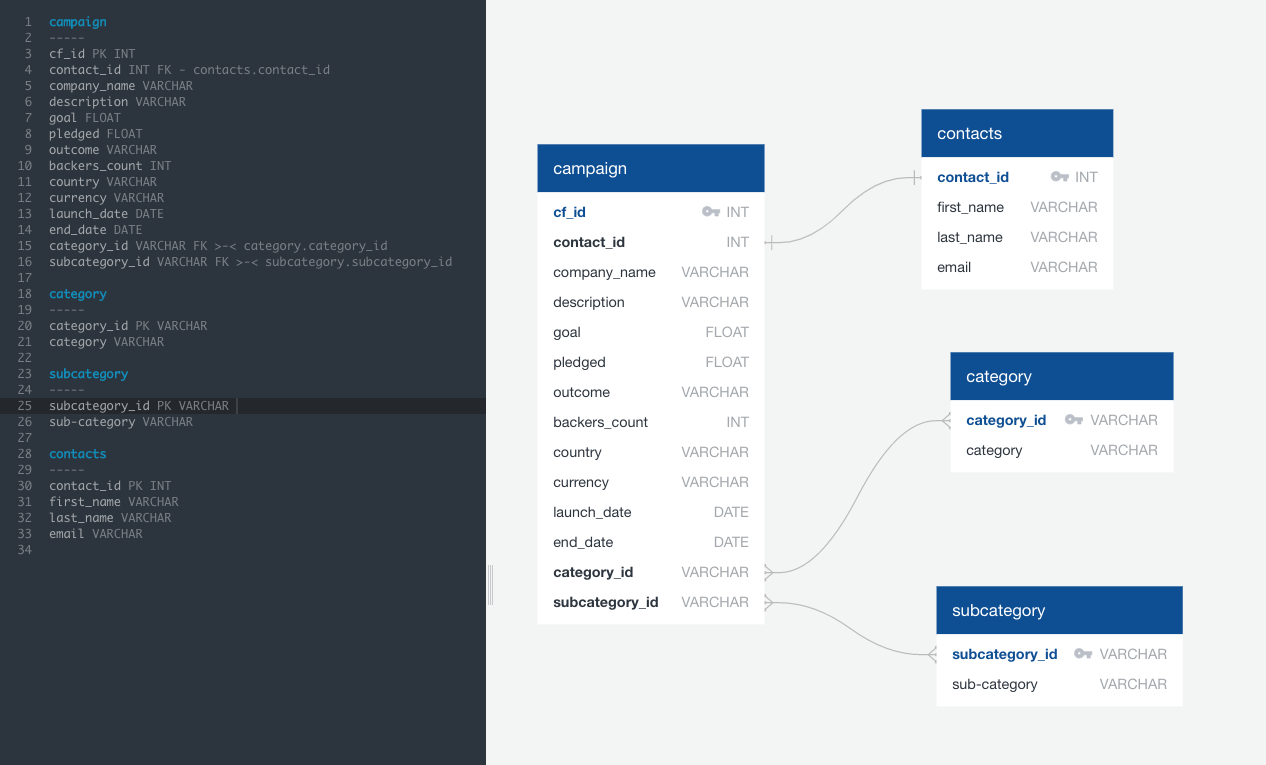 1 campaign
2 -----
3 cf_id PK INT
4 contact_id INT FK - contacts.contact_id
5 company_name VARCHAR
6 description VARCHAR
7 goal FLOAT
8 pledged FLOAT
9 outcome VARCHAR
10 backers_count INT
11 country VARCHAR
12 currency VARCHAR
13 launch_date DATE
14 end_date DATE
15 category_id VARCHAR FK >-< category.category_id
16 subcategory_id VARCHAR FK >-< subcategory.subcategory_id
17
18 category
19 -----
20 category_id PK VARCHAR
21 category VARCHAR
22
23 subcategory
24 -----
25 subcategory_id PK VARCHAR
26 sub-category VARCHAR
27
28 contacts
29 -----
30 contact_id PK INT
31 first_name VARCHAR
32 last_name VARCHAR
33 email VARCHAR
34
campaign
cf_id INT
contact_id INT
company_name VARCHAR
description VARCHAR
goal FLOAT
pledged FLOAT
outcome VARCHAR
backers_count INT
country VARCHAR
currency VARCHAR
launch_date DATE
end_date DATE
category_id VARCHAR
subcategory_id VARCHAR
contacts
contact_id INT
first_name VARCHAR
last_name VARCHAR
email VARCHAR
category
category_id VARCHAR
category VARCHAR
subcategory
subcategory_id VARCHAR
sub-category VARCHAR